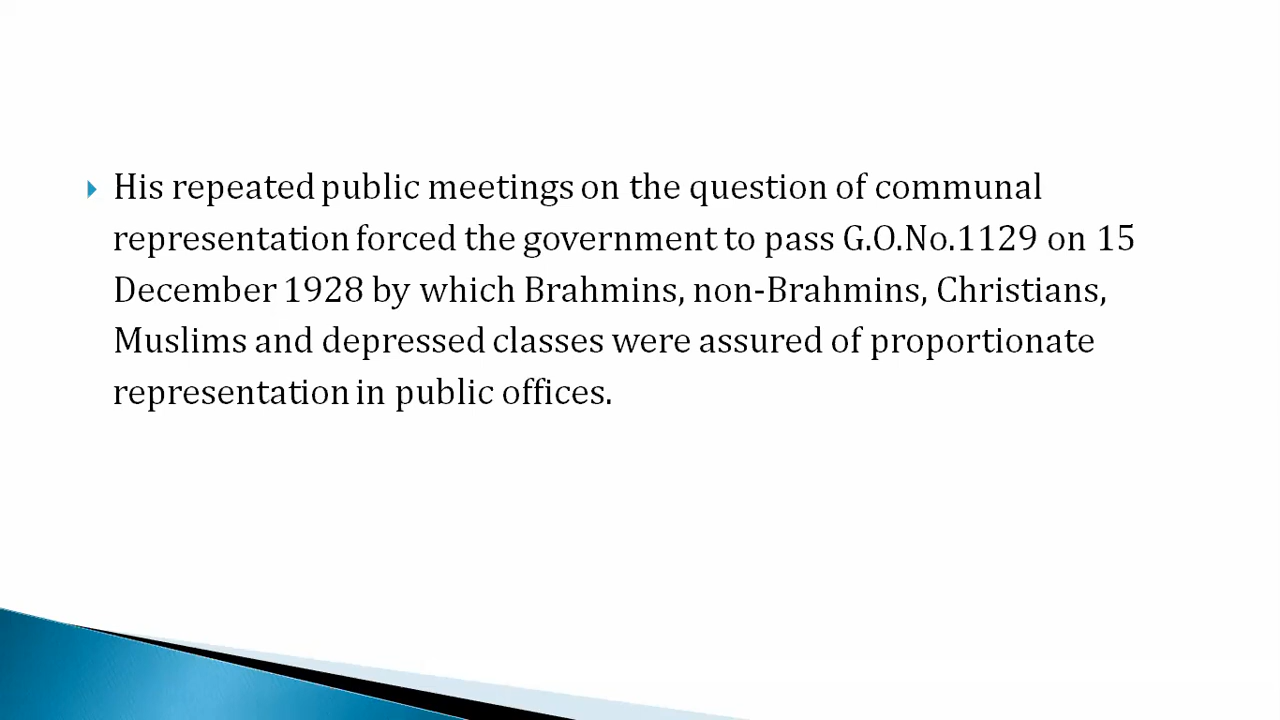 His repeated public meetings on the question of communal
representation forced the government to pass G.O.No.1129 on 15
December 1928 by which Brahmins, non-Brahmins, Christians,
Muslims and depressed classes were assured of proportionate
representation in public offices.